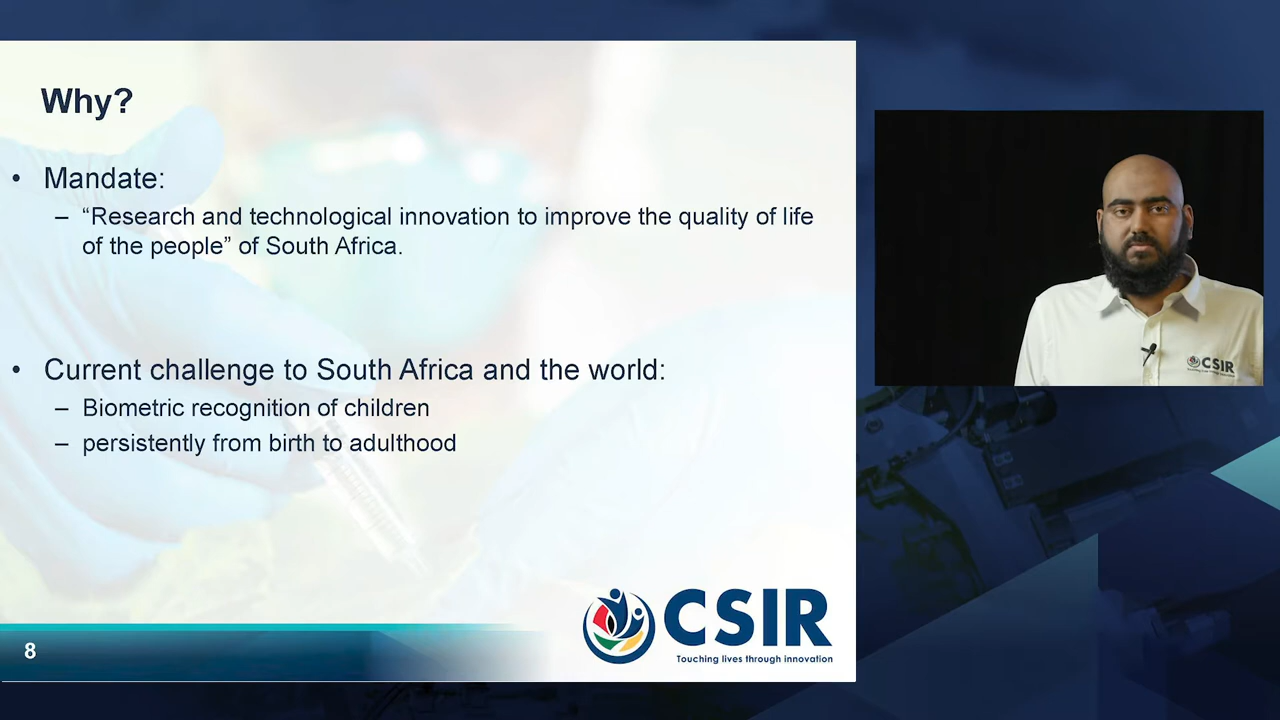 Why?
• Mandate:
– “Research and technological innovation to improve the quality of life
of the people” of South Africa.
• Current challenge to South Africa and the world:
– Biometric recognition of children
– persistently from birth to adulthood
8
CSIR
Touching lives through innovation
CSIR